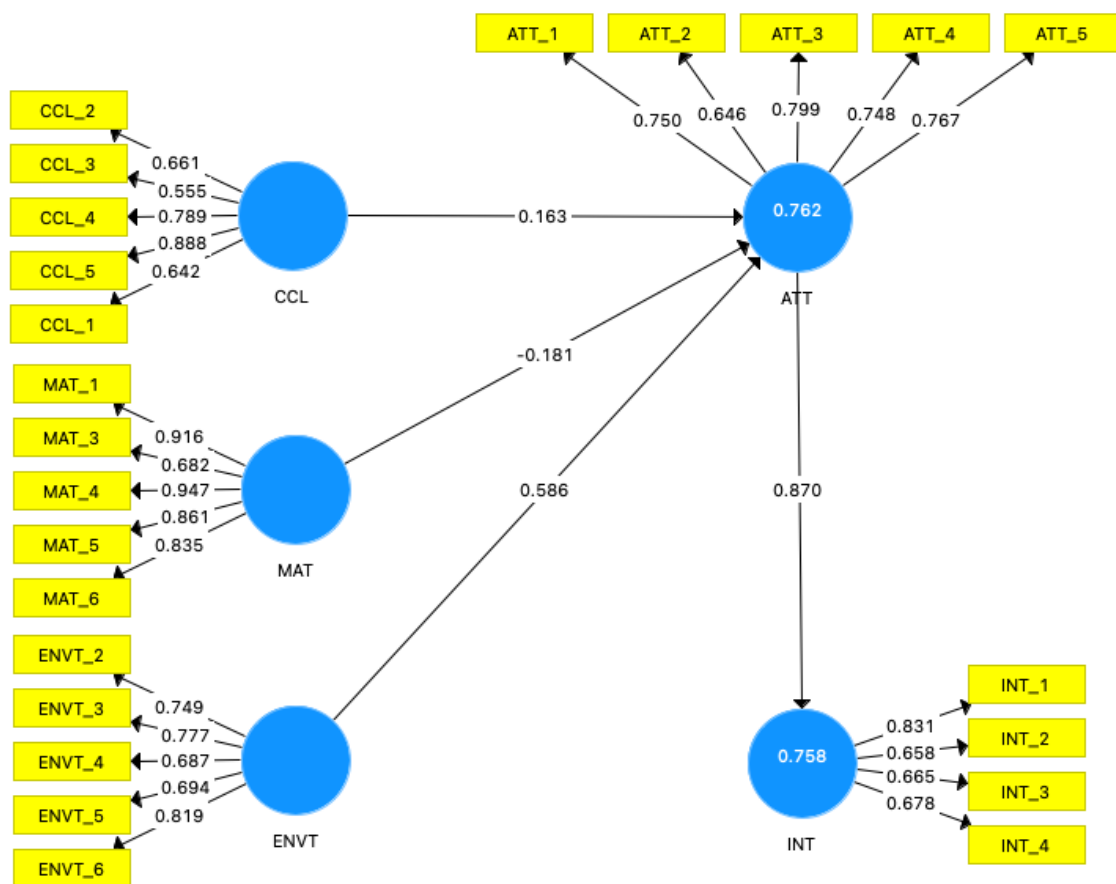 ATT_1 ATT_2 ATT_3 ATT_4 ATT_5
0.750 0.646 0.799 0.748 0.767
CCL_2
CCL_3
CCL_4
CCL_5
CCL_1
0.661
0.555
0.789
0.888
0.642
CCL
0.163
0.762
ATT
MAT_1
MAT_3
MAT_4
MAT_5
MAT_6
0.916
0.682
0.947
0.861
0.835
MAT
-0.181
0.586
0.870
ENVT_2
ENVT_3
ENVT_4
ENVT_5
ENVT_6
0.749
0.777
0.687
0.694
0.819
ENVT
0.758
INT
0.831
0.658
0.665
0.678
INT_1
INT_2
INT_3
INT_4